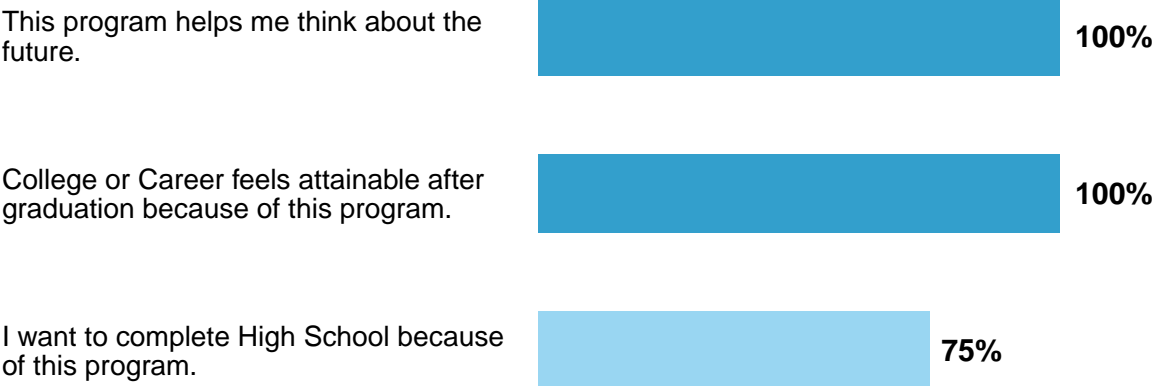 This program helps me think about the
future.
100%
College or Career feels attainable after
graduation because of this program.
100%
I want to complete High School because
of this program.
75%